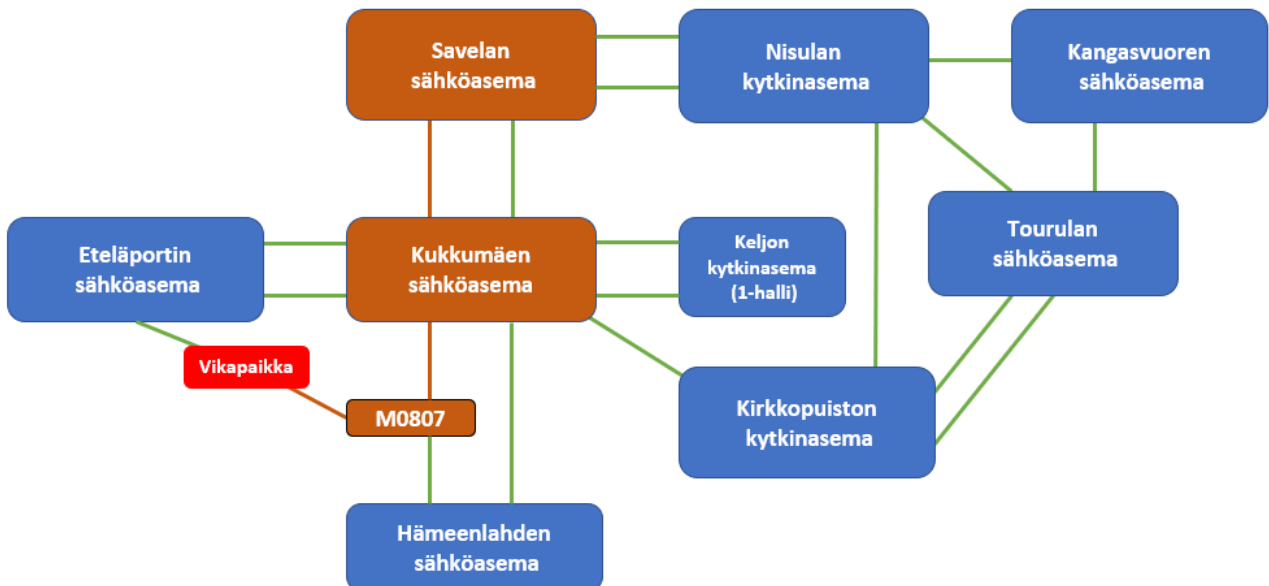 Savelan
sähköasema
Nisulan
kytkinasema
Kangasvuoren
sähköasema
Eteläportin
sähköasema
Kukkumäen
sähköasema
Keljon
kytkinasema
(1-halli)
Tourulan
sähköasema
Vikapaikka
M0807
Kirkkopuiston
kytkinasema
Hämeenlahden
sähköasema